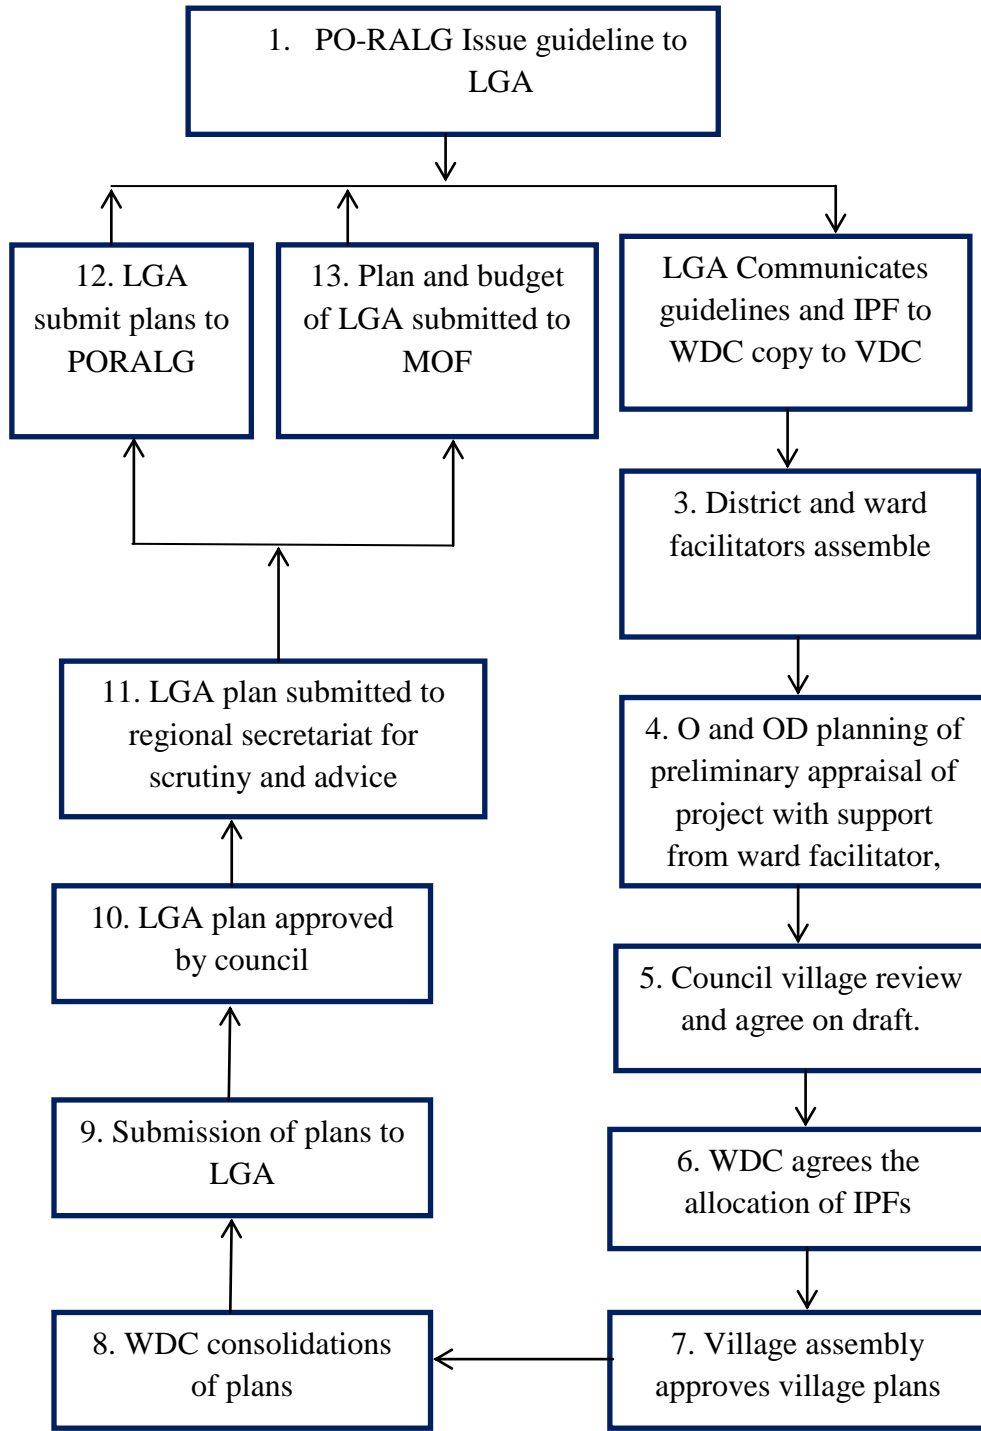 1. PO-RALG Issue guideline to
LGA
12. LGA
submit plans to
PORALG
13. Plan and budget
of LGA submitted to
MOF
LGA Communicates
guidelines and IPF to
WDC copy to VDC
3. District and ward
facilitators assemble
4. O and OD planning of
preliminary appraisal of
project with support
from ward facilitator,
5. Council village review
and agree on draft.
6. WDC agrees the
allocation of IPFs
7. Village assembly
approves village plans
8. WDC consolidations
of plans
9. Submission of plans to
LGA
10. LGA plan approved
by council
11. LGA plan submitted to
regional secretariat for
scrutiny and advice